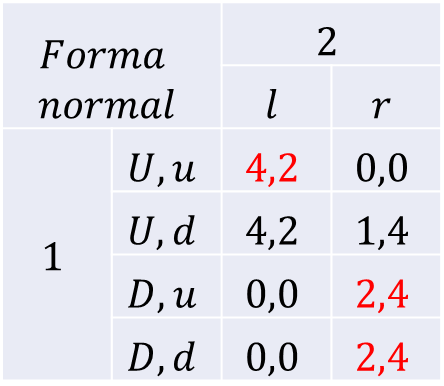 Forma normal 2
l r
1 U, u 4,2 0,0
U, d 4,2 1,4
D, u 0,0 2,4
D, d 0,0 2,4